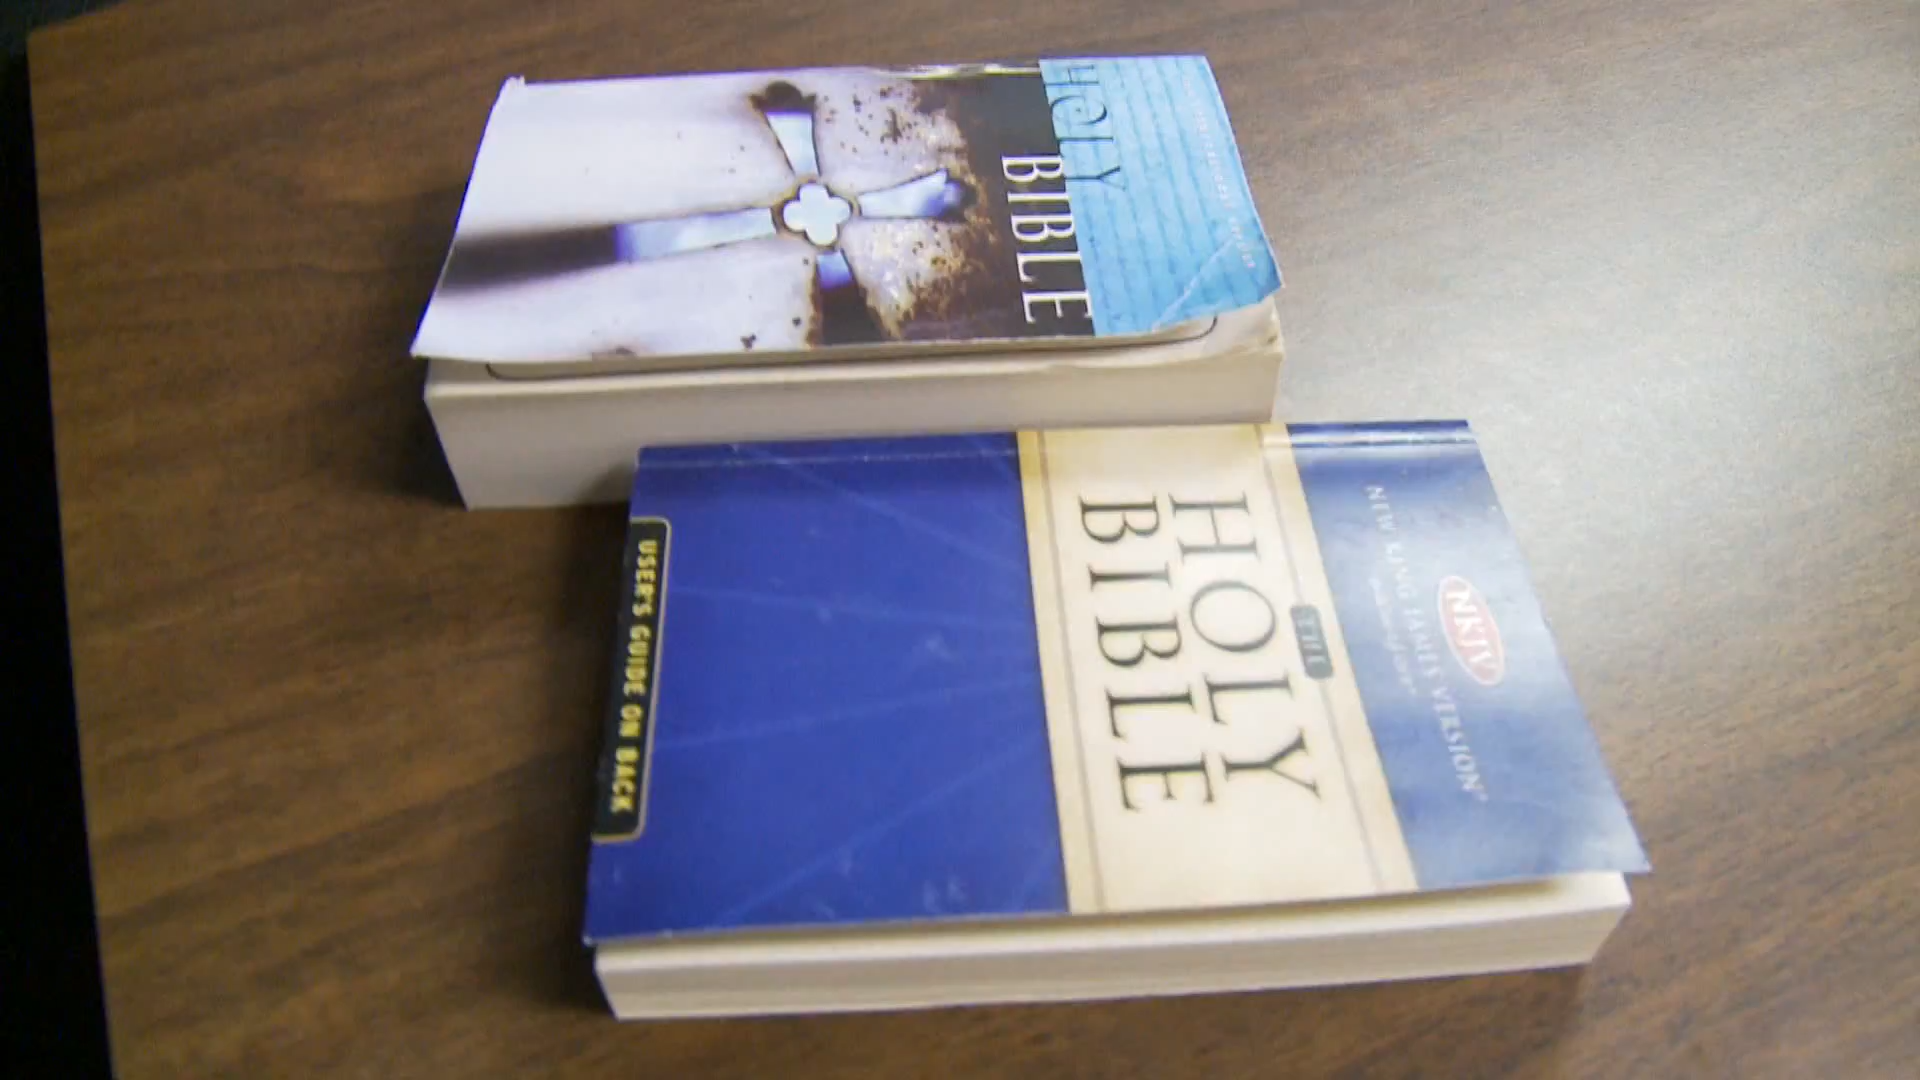 HOLY
BIBLE
NKJV
NEW KING JAMES VERSION®
THE
HOLY
BIBLE
USER'S GUIDE ON BACK